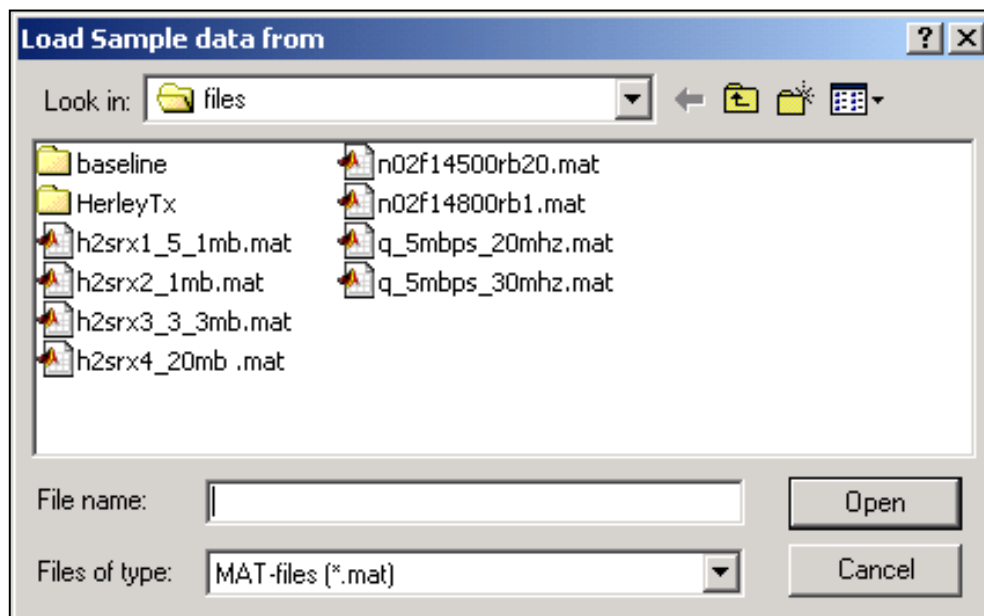 Load Sample data from
Look in: files
baseline
HerleyTx
h2srx1_5_1mb.mat
h2srx2_1mb.mat
h2srx3_3_3mb.mat
h2srx4_20mb .mat
n02f14500rb20.mat
n02f14800rb1.mat
q_5mbps_20mhz.mat
q_5mbps_30mhz.mat
File name:
Open
Files of type: MAT-files (*.mat)
Cancel